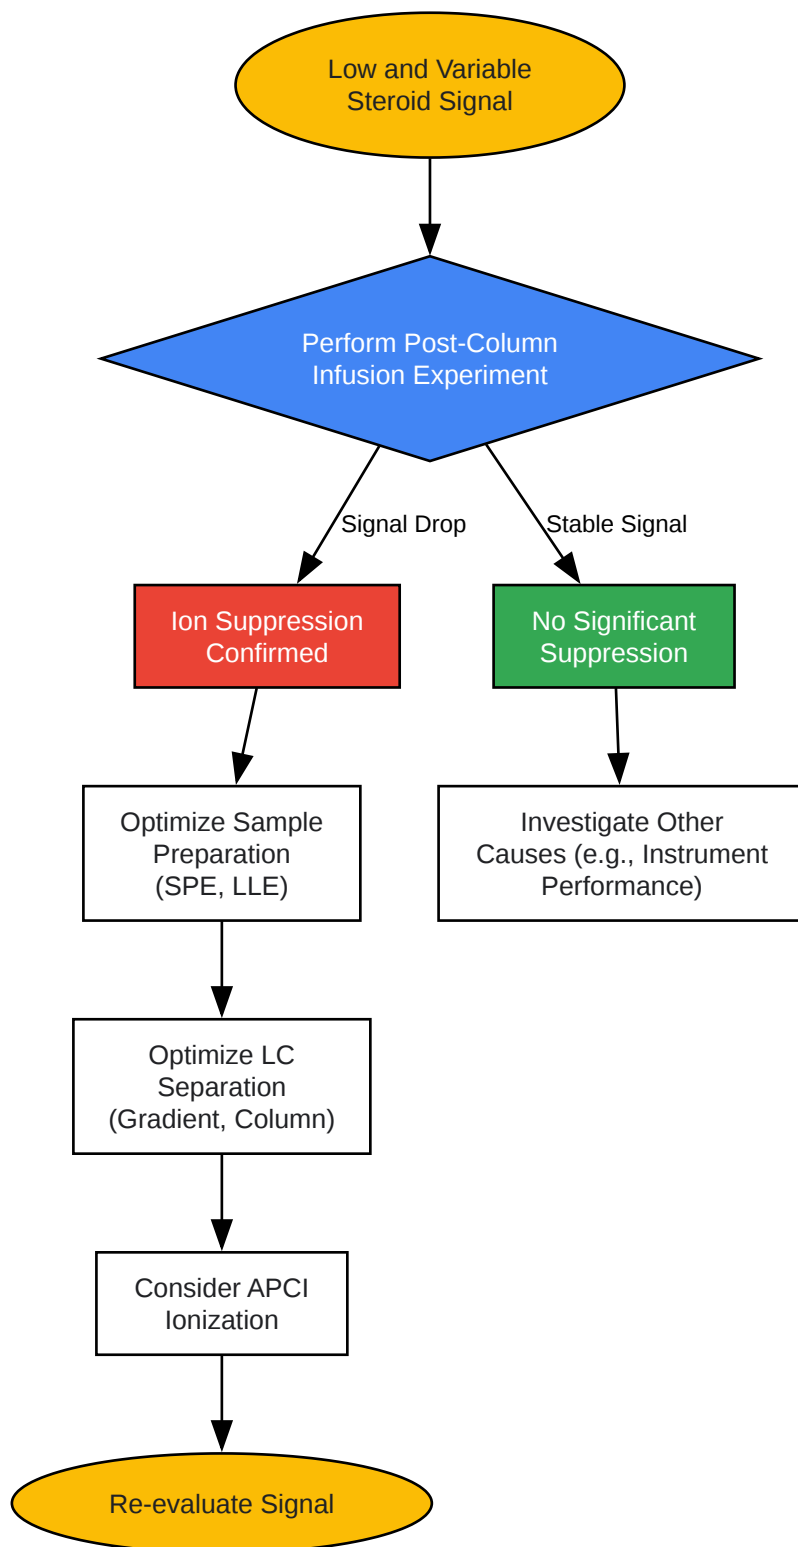 Low and Variable
Steroid Signal
Perform Post-Column
Infusion Experiment
Signal Drop
Stable Signal
Ion Suppression
Confirmed
No Significant
Suppression
Optimize Sample
Preparation
(SPE, LLE)
Investigate Other
Causes (e.g., Instrument
Performance)
Optimize LC
Separation
(Gradient, Column)
Consider APCI
Ionization
Re-evaluate Signal